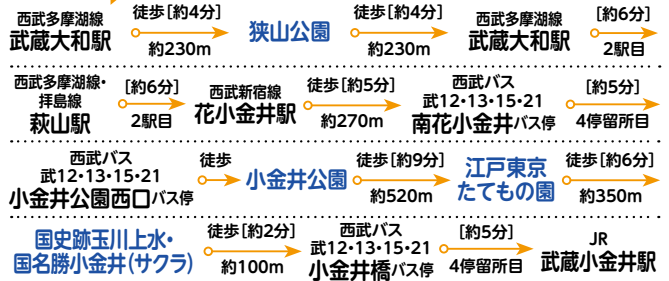 西武多摩湖線
武蔵大和駅
徒歩[約4分]
約230m
狭山公園
徒歩[約4分]
約230m
西武多摩湖線
武蔵大和駅
[約6分]
2駅目
西武多摩湖線・
拝島線
萩山駅
[約6分]
2駅目
西武新宿線
花小金井駅
徒歩[約5分]
約270m
西武バス
武12・13・15・21
南花小金井バス停
[約5分]
4停留所目
西武バス
武12・13・15・21
小金井公園西口バス停
徒歩
小金井公園
徒歩[約9分]
約520m
江戸東京
たてもの園
徒歩[約6分]
約350m
国史跡玉川上水・
国名勝小金井(サクラ)
徒歩[約2分]
約100m
西武バス
武12・13・15・21
小金井橋バス停
[約5分]
4停留所目
JR
武蔵小金井駅